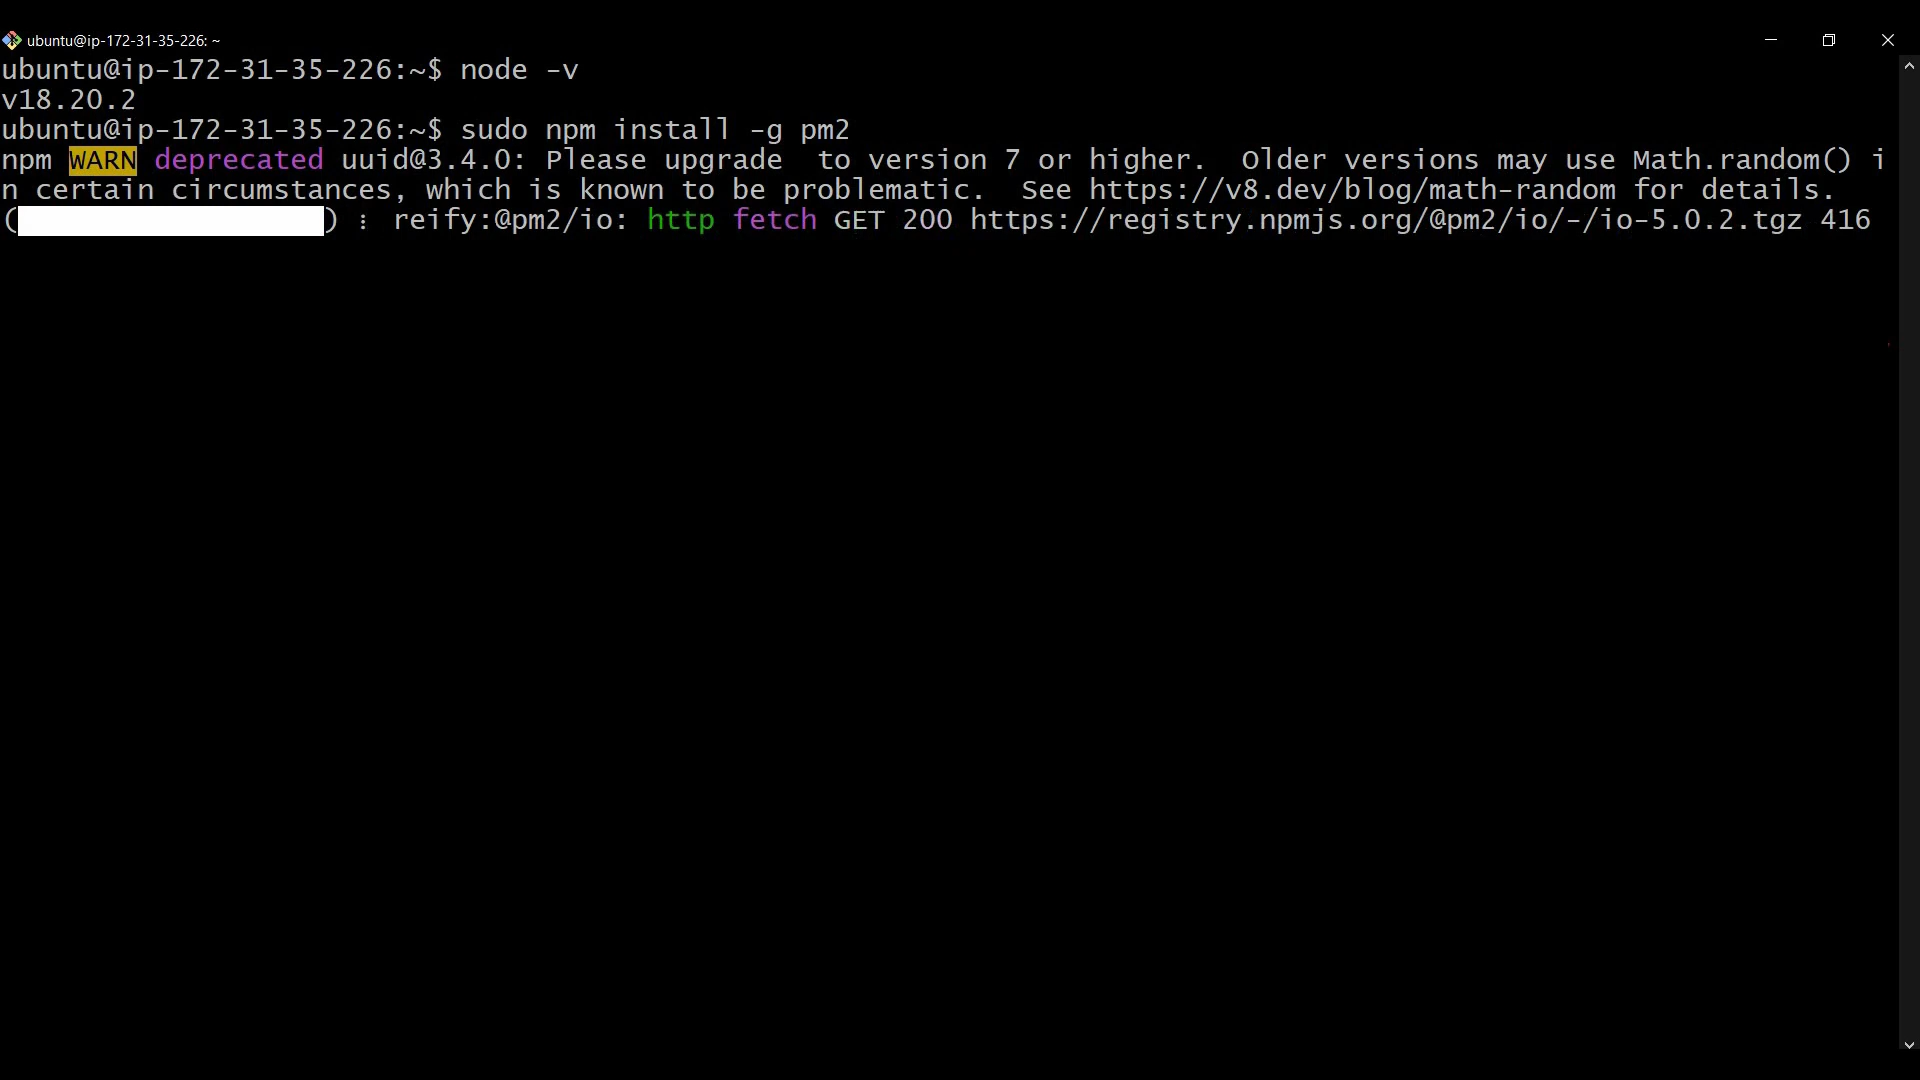 ubuntu@ip-172-31-35-226: ~
ubuntu@ip-172-31-35-226:~$ node -v
v18.20.2
ubuntu@ip-172-31-35-226:~$ sudo npm install -g pm2
npm WARN deprecated uuid@3.4.0: Please upgrade  to version 7 or higher.  Older versions may use Math.random() i
n certain circumstances, which is known to be problematic.  See https://v8.dev/blog/math-random for details.
(                  ) ⠸ reify:@pm2/io: http fetch GET 200 https://registry.npmjs.org/@pm2/io/-/io-5.0.2.tgz 416